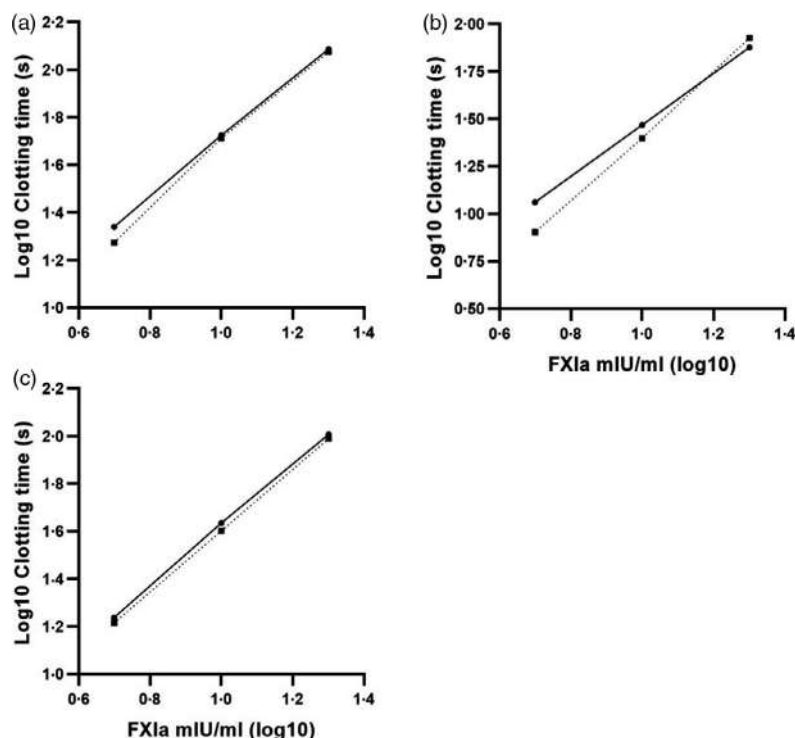 (a)
2·2
2·0
1·8
1·6
1·4
1·2
1·0
Log10 Clotting time (s)
0·6 0·8 1·0 1·2 1·4
(b)
2·00
1·75
1·50
1·25
1·00
0·75
0·50
Log10 Clotting time (s)
0·6 0·8 1·0 1·2 1·4
FXIa mIU/ml (log10)
(c)
2·2
2·0
1·8
1·6
1·4
1·2
1·0
Log10 Clotting time (s)
0·6 0·8 1·0 1·2 1·4
FXIa mIU/ml (log10)